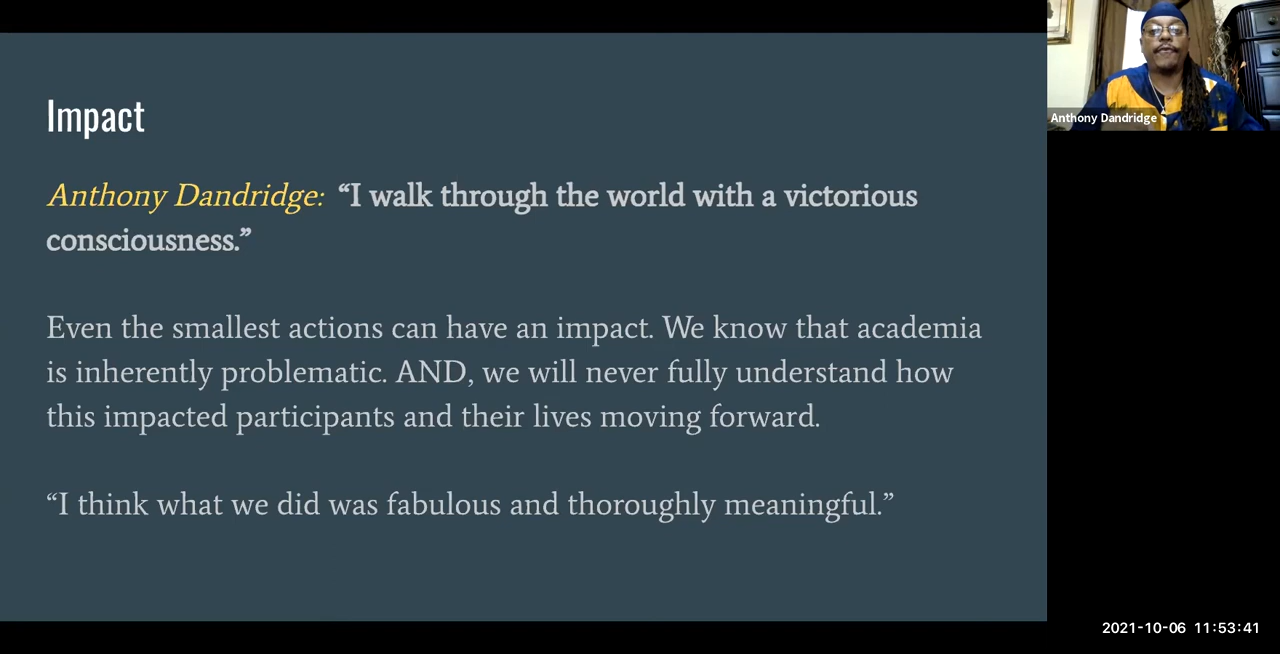 Impact
Anthony Dandridge: “I walk through the world with a victorious
consciousness.”
Even the smallest actions can have an impact. We know that academia
is inherently problematic. AND, we will never fully understand how
this impacted participants and their lives moving forward.
“I think what we did was fabulous and thoroughly meaningful.”
Anthony Dandridge
2021-10-06 11:53:41